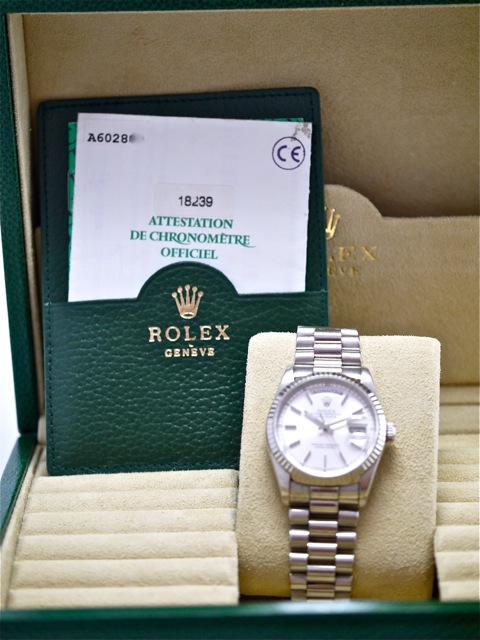 A6028
18239
ATTESTATION
DE CHRONOMÈTRE
OFFICIEL
CE
ROLEX
GENÈVE
ROLEX